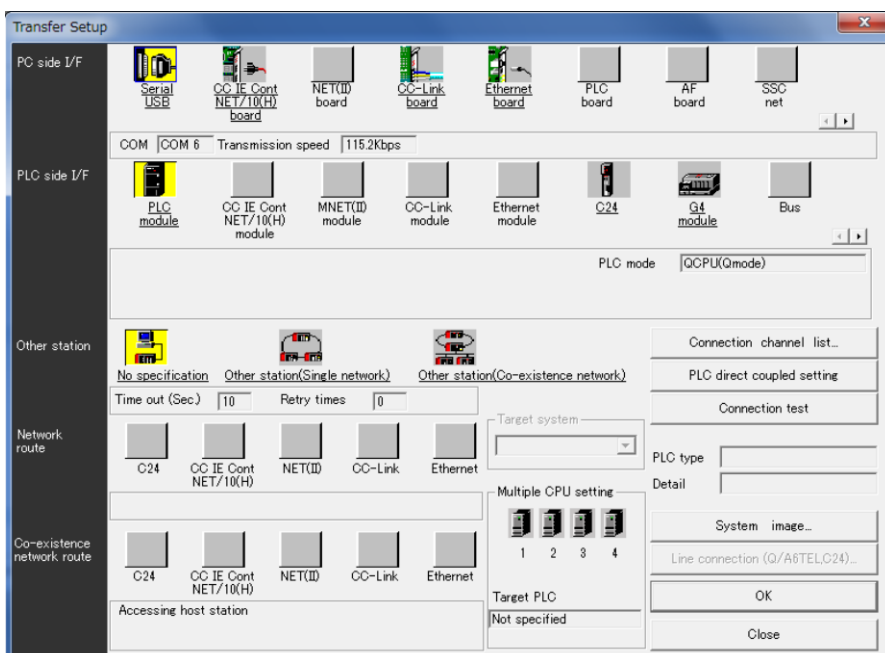 Transfer Setup
PC side I/F
Serial
USB
CC IE Cont
NET/10(H)
board
NET(II)
board
CC-Link
board
Ethernet
board
PLC
board
AF
board
SSC
net
COM COM 6 Transmission speed 115.2Kbps
PLC side I/F
PLC
module
CC IE Cont
NET/10(H)
module
MNET(II)
module
CC-Link
module
Ethernet
module
C24
G4
module
Bus
PLC mode QCPU(Qmode)
Other station
No specification
Other station(Single network)
Other station(Co-existence network)
Time out (Sec.) 10 Retry times 0
Connection channel list...
PLC direct coupled setting
Connection test
PLC type
Detail
System image...
Line connection (Q/A6TEL,C24)...
OK
Close
Network
route
C24
CC IE Cont
NET/10(H)
NET(II)
CC-Link
Ethernet
Target system
Multiple CPU setting
1 2 3 4
Target PLC
Not specified
Co-existence
network route
C24
CC IE Cont
NET/10(H)
NET(II)
CC-Link
Ethernet
Accessing host station